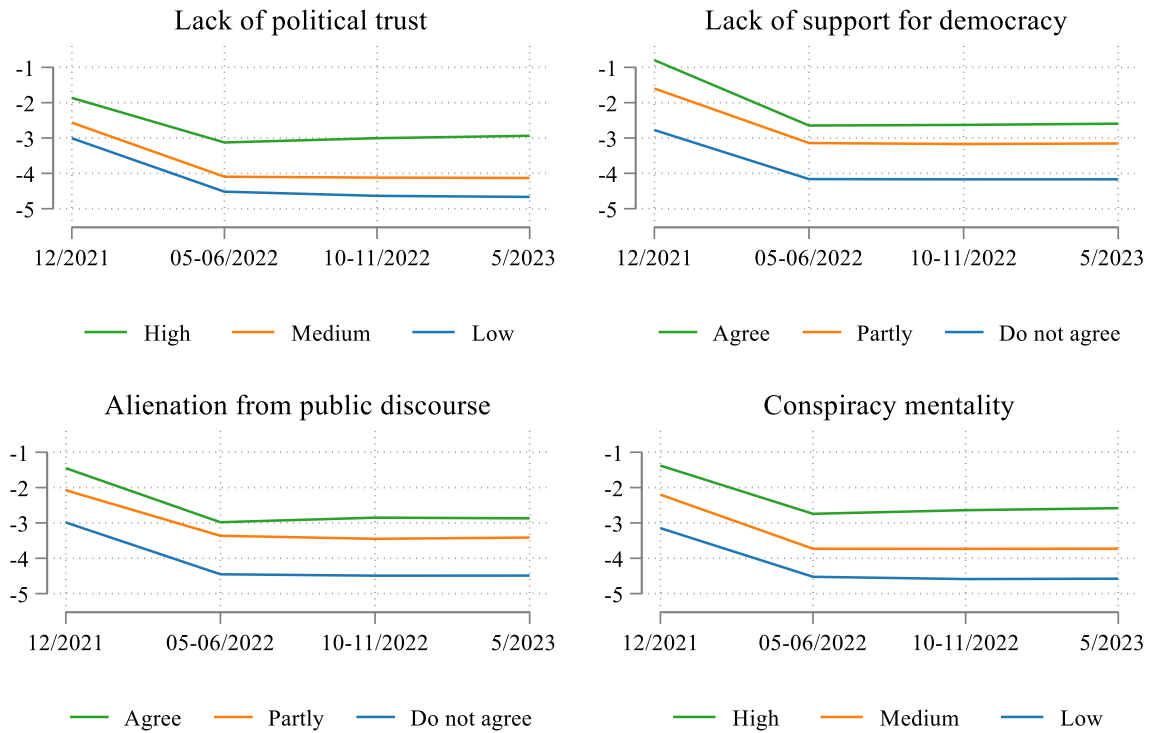 Lack of political trust
-1
-2
-3
-4
-5
12/2021 05-06/2022 10-11/2022 5/2023
High Medium Low
Lack of support for democracy
-1
-2
-3
-4
-5
12/2021 05-06/2022 10-11/2022 5/2023
Agree Partly Do not agree
Alienation from public discourse
-1
-2
-3
-4
-5
12/2021 05-06/2022 10-11/2022 5/2023
Agree Partly Do not agree
Conspiracy mentality
-1
-2
-3
-4
-5
12/2021 05-06/2022 10-11/2022 5/2023
High Medium Low